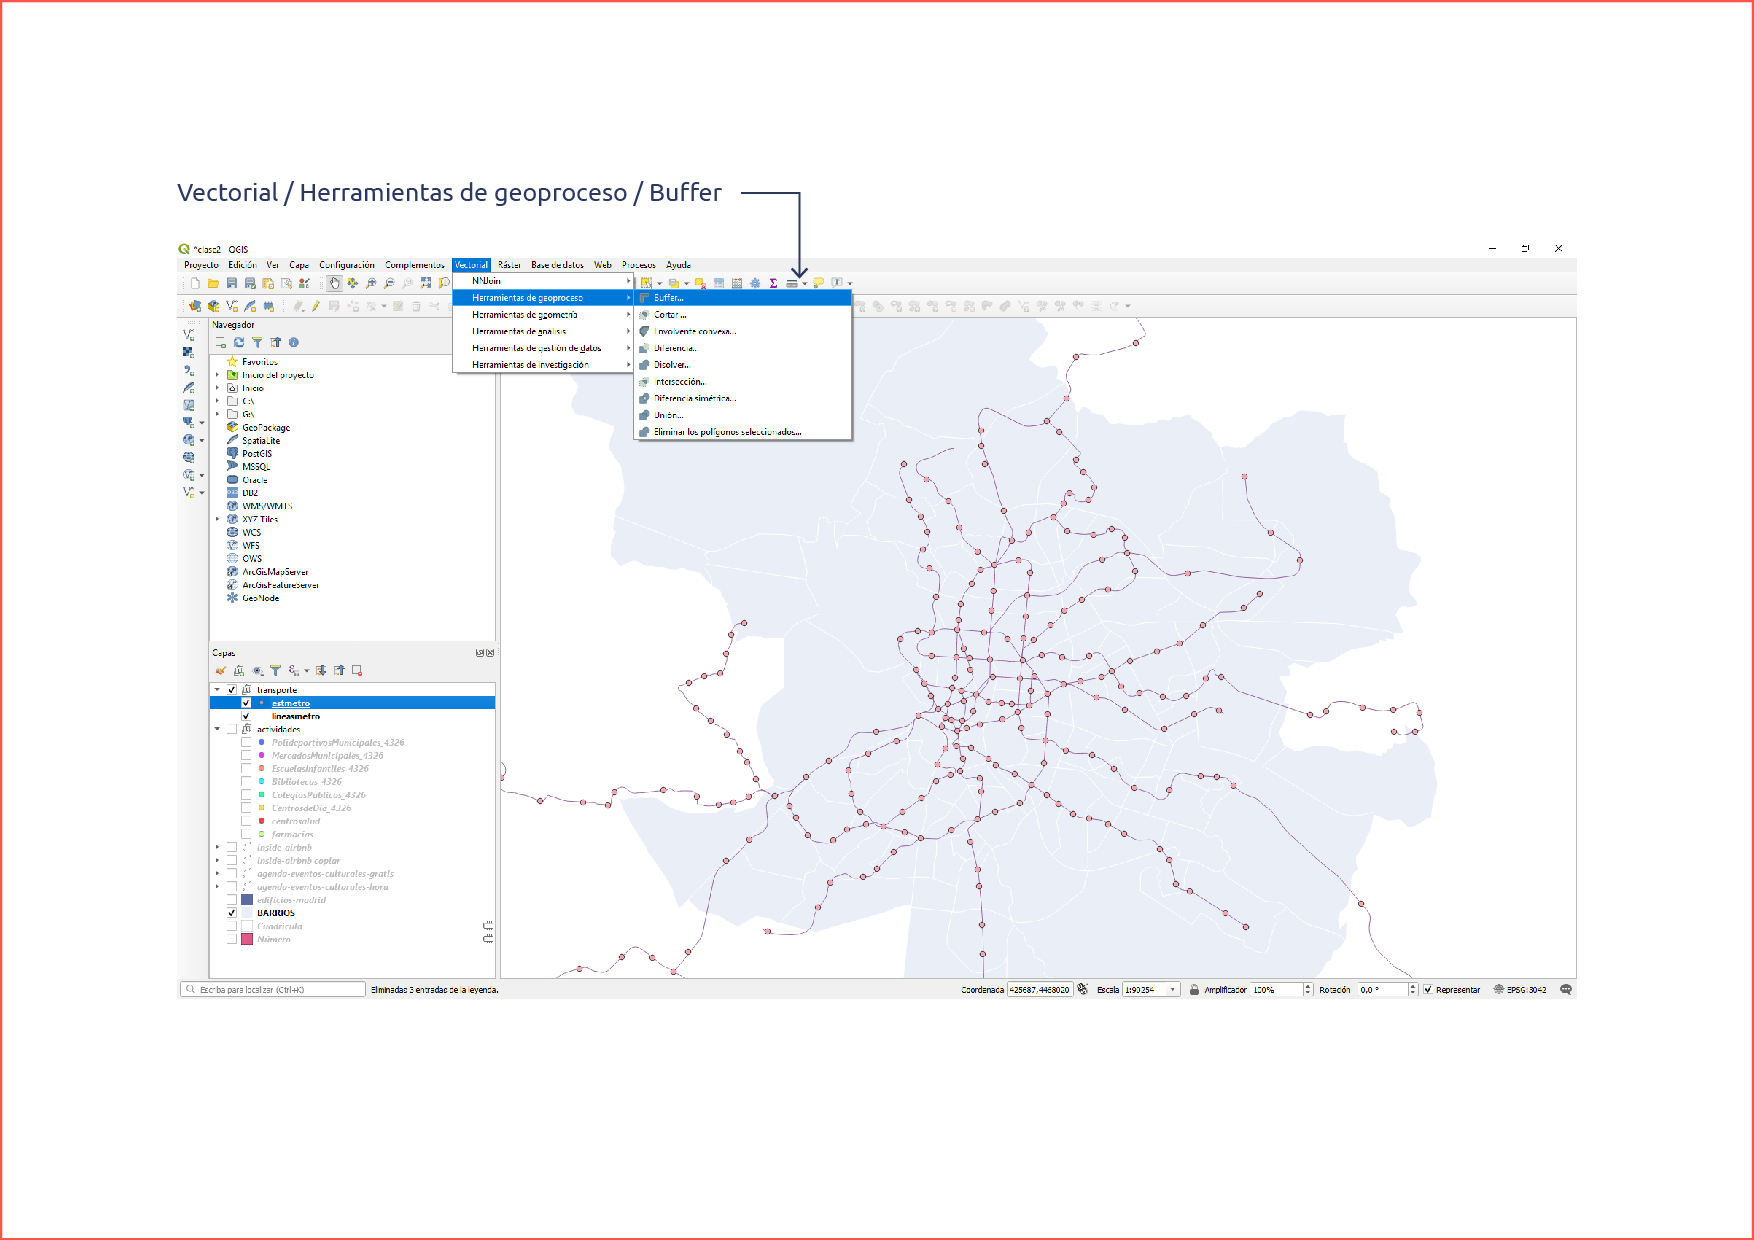 Vectorial / Herramientas de geoproceso / Buffer
*clase2 - QGIS
Proyecto Edición Ver Capa Configuración Complementos Vectorial Ráster Base de datos Web Procesos Ayuda
NNJoin
Herramientas de geoproceso
Herramientas de geometría
Herramientas de análisis
Herramientas de gestión de datos
Herramientas de investigación
Buffer...
Cortar...
Envolvente convexa...
Diferencia...
Disolver...
Intersección...
Diferencia simétrica...
Unión...
Eliminar los polígonos seleccionados...
Navegador
Favoritos
Inicio del proyecto
Inicio
C:\
G:\
GeoPackage
SpatiaLite
PostGIS
MSSQL
Oracle
DB2
WMS/WMTS
XYZ Tiles
WCS
WFS
OWS
ArcGisMapServer
ArcGisFeatureServer
GeoNode
Capas
transporte
estmetro
lineasmetro
actividades
PolideportivosMunicipales_4326
MercadosMunicipales_4326
EscuelasInfantiles_4326
Bibliotecas_4326
ColegiosPublicos_4326
CentrosdeDia_4326
centrosalud
farmacias
inside-airbnb
inside-airbnb copiar
agenda-eventos-culturales-gratis
agenda-eventos-culturales-hora
edificios-madrid
BARRIOS
Cuadrícula
Número
Escriba para localizar (Ctrl+K) Eliminadas 3 entradas de la leyenda. Coordenada 425687,4468020 Escala 1:90254 Amplificador 100% Rotación 0,0 ° Representar EPSG:3042